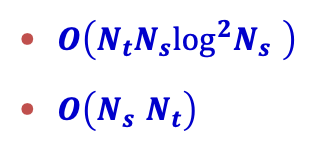 • O(NₜNₛlog²Nₛ )
• O(Nₛ Nₜ)